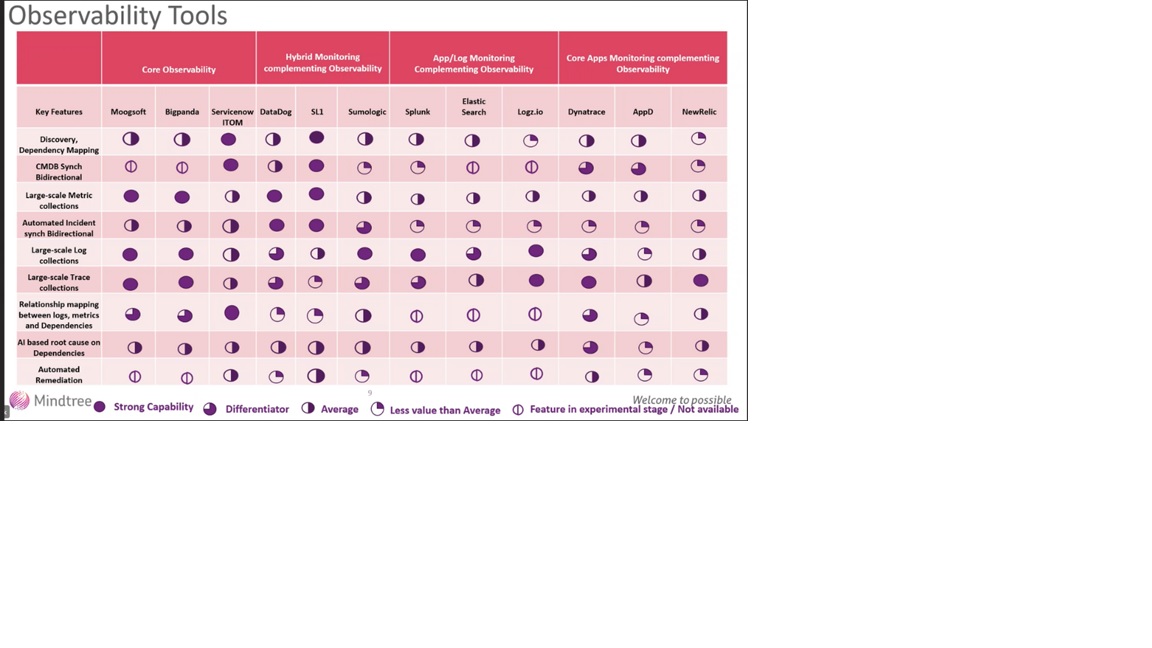 Observability Tools
Core Observability
Hybrid Monitoring
complementing Observability
App/Log Monitoring
Complementing Observability
Core Apps Monitoring complementing
Observability
Key Features
Moogsoft
Bigpanda
Servicenow
ITOM
DataDog
SL1
Sumologic
Splunk
Elastic
Search
Logz.io
Dynatrace
AppD
NewRelic
Discovery,
Dependency Mapping
CMDB Synch
Bidirectional
Large-scale Metric
collections
Automated Incident
synch Bidirectional
Large-scale Log
collections
Large-scale Trace
collections
Relationship mapping
between logs, metrics
and Dependencies
AI based root cause on
Dependencies
Automated
Remediation
9
Mindtree
Welcome to possible
Strong Capability
Differentiator
Average
Less value than Average
Feature in experimental stage / Not available